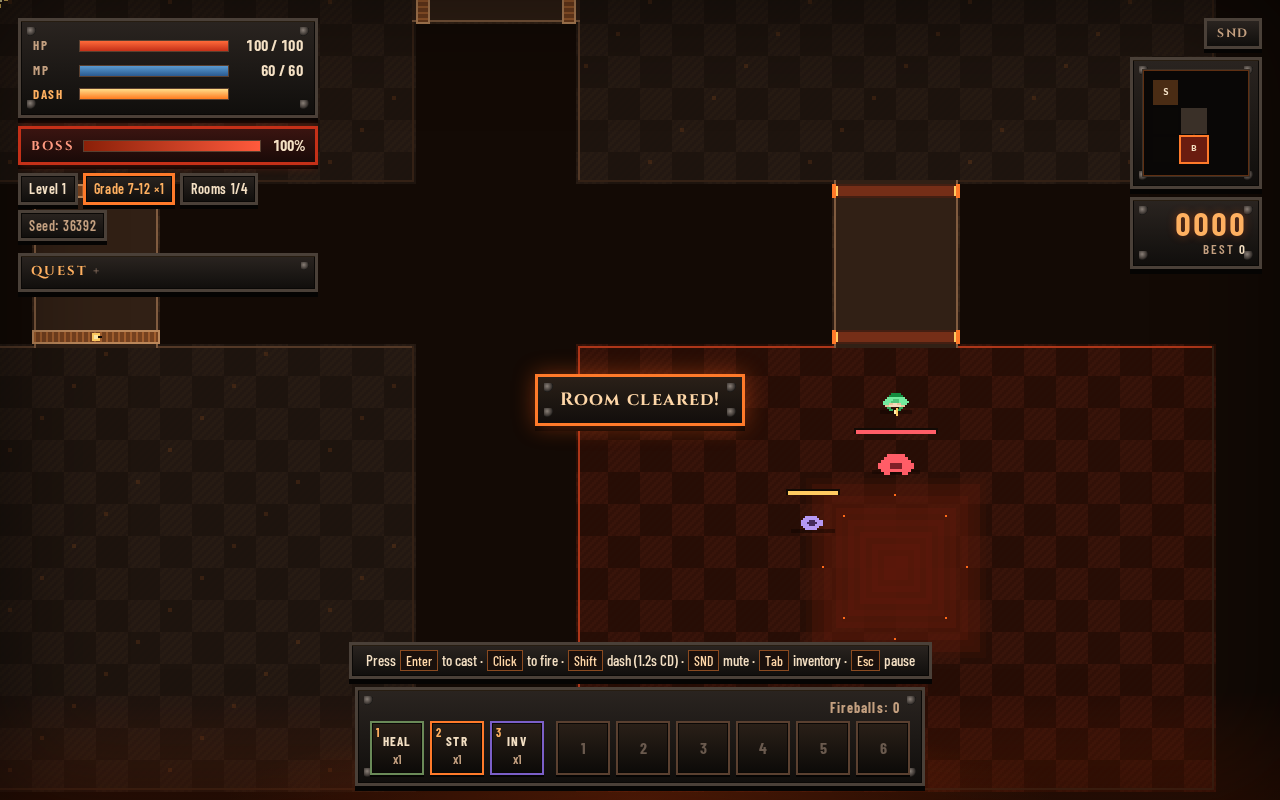 HP 100 / 100
MP 60 / 60
DASH
BOSS 100%
Level 1 Grade 7-12 ×1 Rooms 1/4
Seed: 36392
QUEST +
SND
S
B
0000
BEST 0
ROOM CLEARED!
Press Enter to cast · Click to fire · Shift dash (1.2s CD) · SND mute · Tab inventory · Esc pause
Fireballs: 0
1 HEAL x1
2 STR x1
3 INV x1
1 2 3 4 5 6